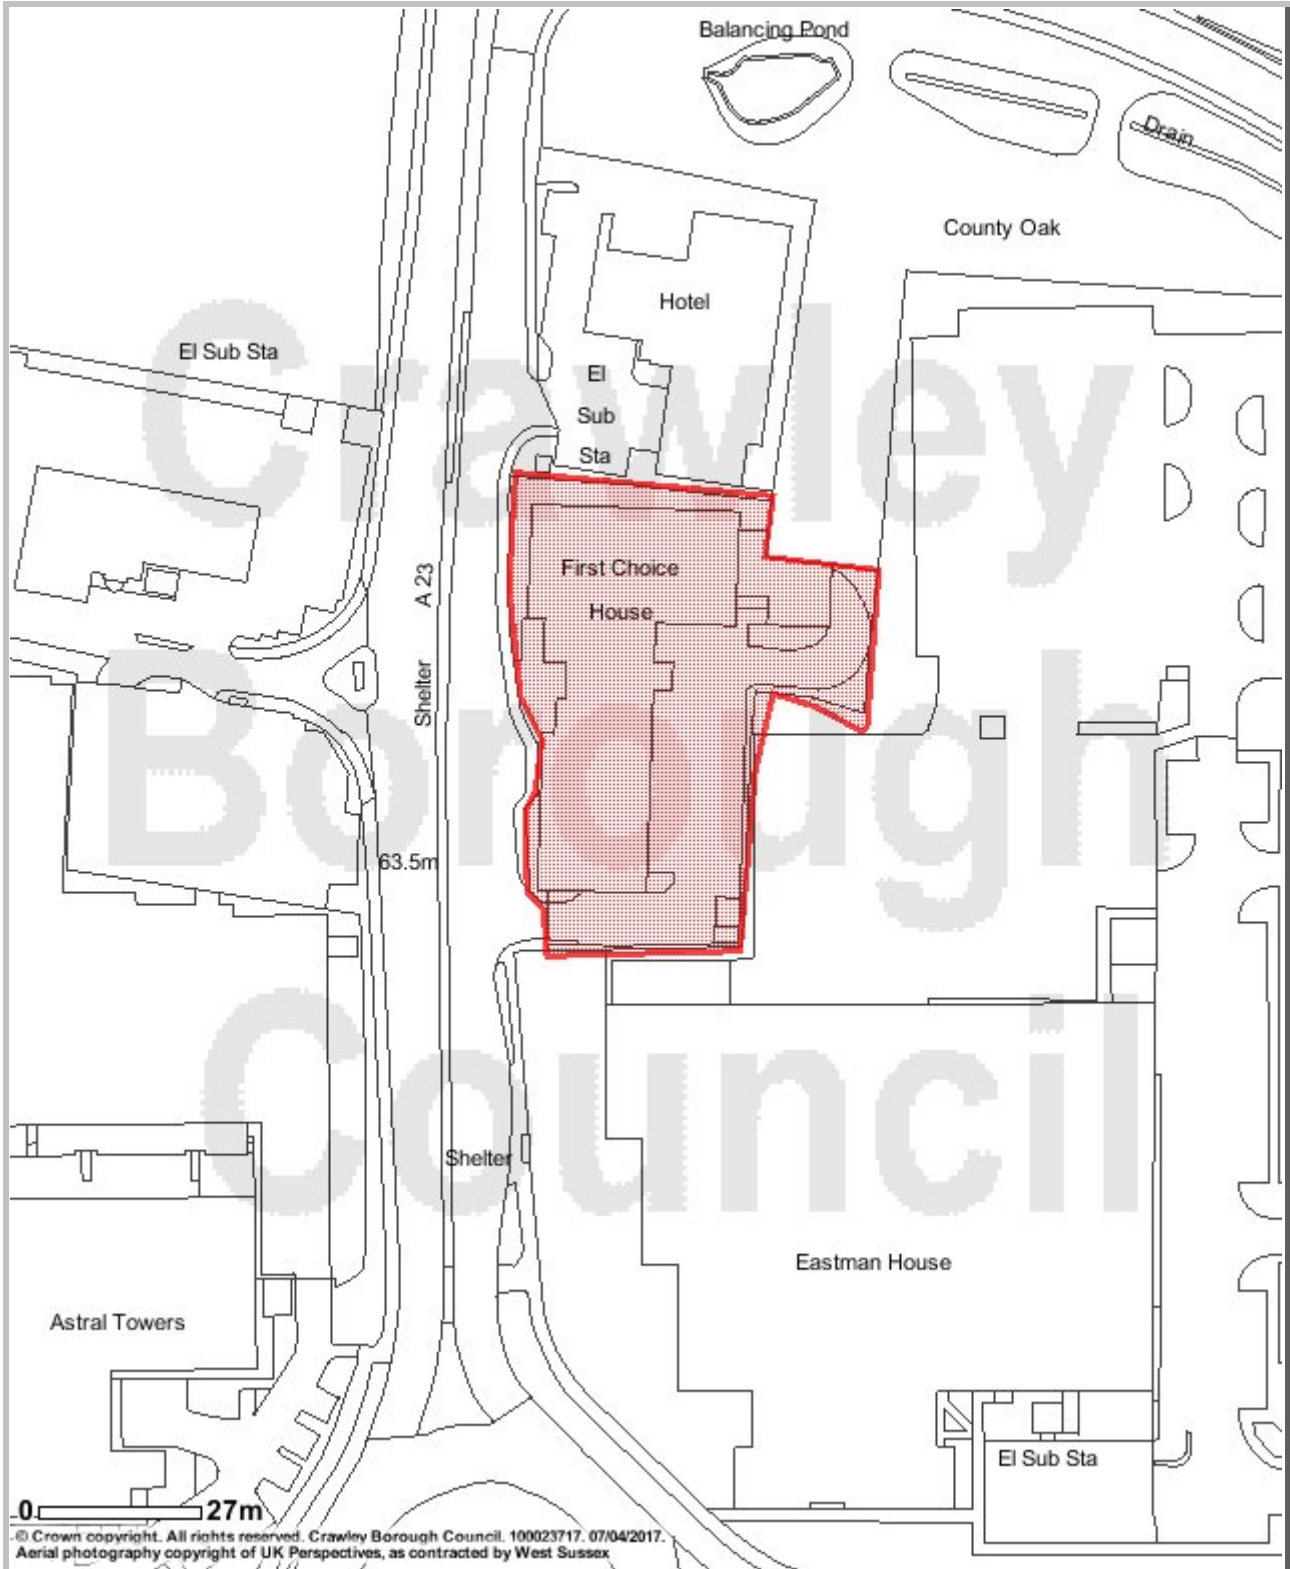 Balancing Pond
Drain
County Oak
Hotel
El Sub Sta
El
Sub
Sta
Crawley
First Choice
House
A 23
Shelter
Borough
63.5m
Council
Shelter
Eastman House
Astral Towers
El Sub Sta
0 27m
© Crown copyright. All rights reserved. Crawley Borough Council. 100023717. 07/04/2017.
Aerial photography copyright of UK Perspectives, as contracted by West Sussex